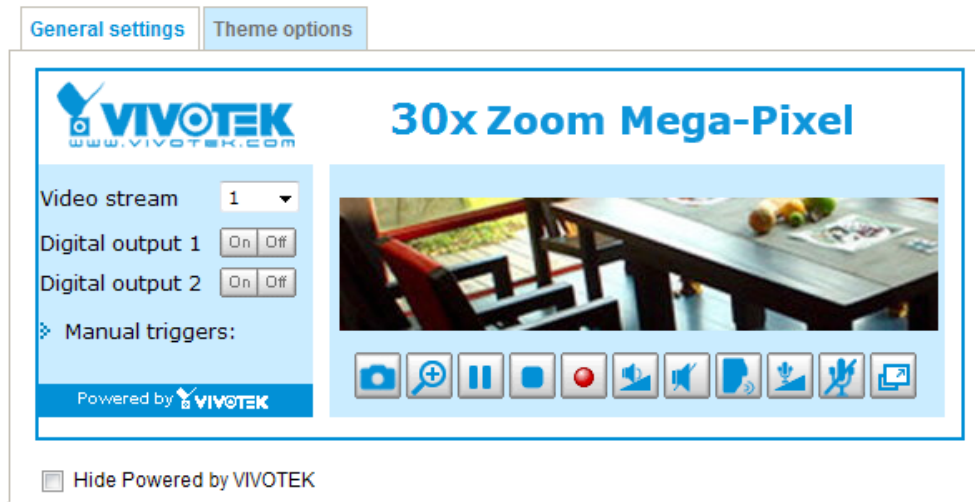 General settings
Theme options
VIVOTEK
www.vivotek.com
30x Zoom Mega-Pixel
Video stream 1
Digital output 1 On Off
Digital output 2 On Off
Manual triggers:
Powered by VIVOTEK
Hide Powered by VIVOTEK